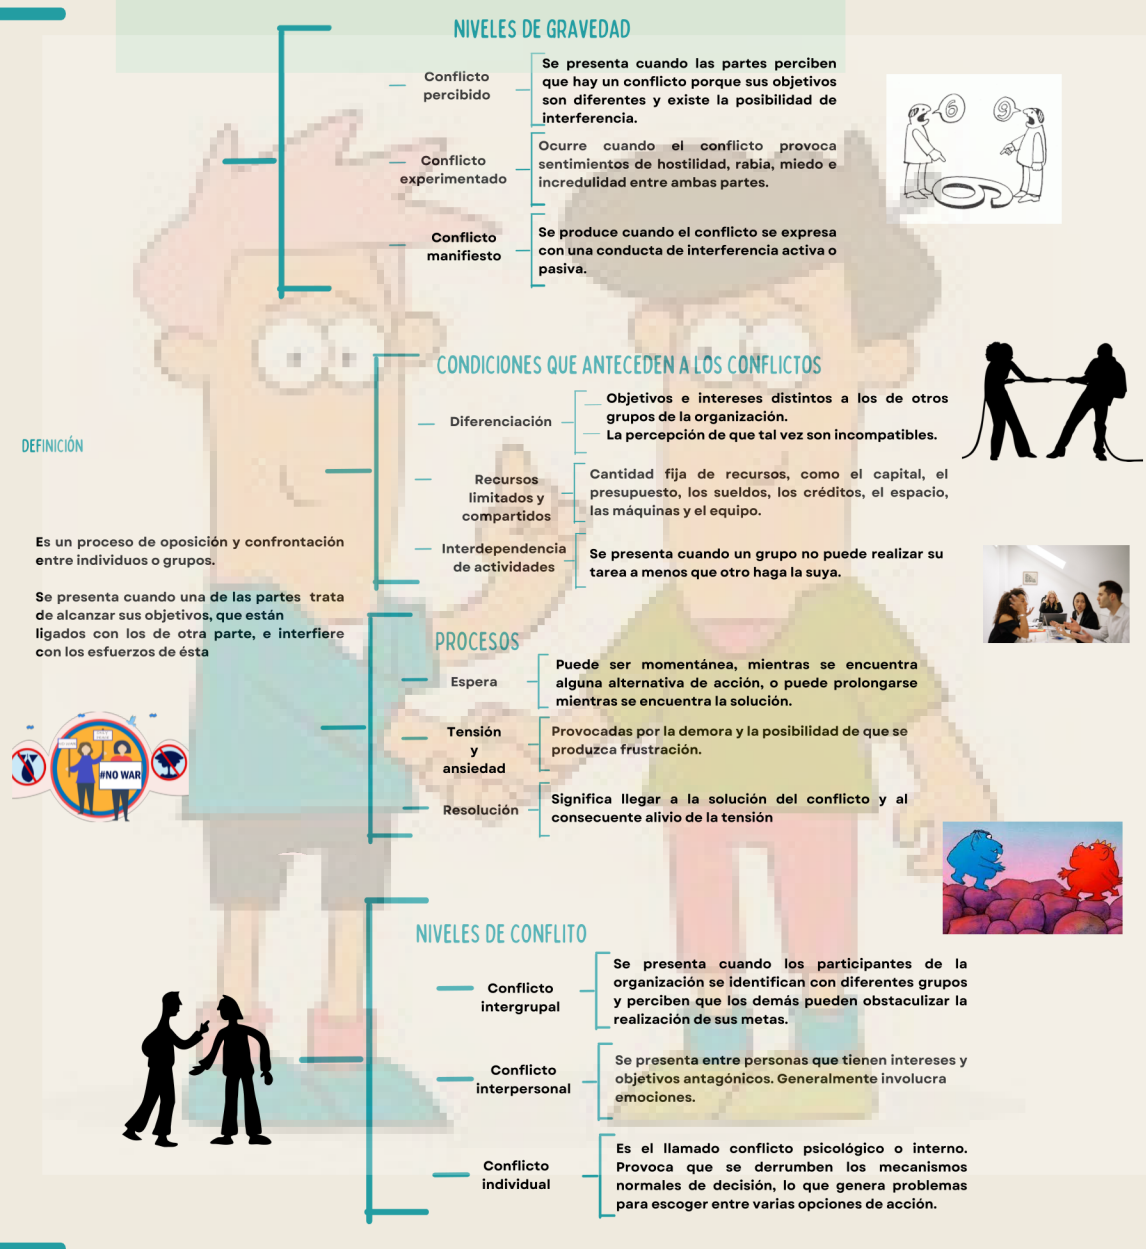 NIVELES DE GRAVEDAD
Conflicto
percibido
Se presenta cuando las partes perciben
que hay un conflicto porque sus objetivos
son diferentes y existe la posibilidad de
interferencia.
6
9
6
Conflicto
experimentado
Ocurre cuando el conflicto provoca
sentimientos de hostilidad, rabia, miedo e
incredulidad entre ambas partes.
Conflicto
manifiesto
Se produce cuando el conflicto se expresa
con una conducta de interferencia activa o
pasiva.
DEFINICIÓN
Es un proceso de oposición y confrontación
entre individuos o grupos.
Se presenta cuando una de las partes trata
de alcanzar sus objetivos, que están
ligados con los de otra parte, e interfiere
con los esfuerzos de ésta
#NO WAR
CONDICIONES QUE ANTECEDEN A LOS CONFLICTOS
Diferenciación
Objetivos e intereses distintos a los de otros
grupos de la organización.
La percepción de que tal vez son incompatibles.
Recursos
limitados y
compartidos
Cantidad fija de recursos, como el capital, el
presupuesto, los sueldos, los créditos, el espacio,
las máquinas y el equipo.
Interdependencia
de actividades
Se presenta cuando un grupo no puede realizar su
tarea a menos que otro haga la suya.
PROCESOS
Espera
Puede ser momentánea, mientras se encuentra
alguna alternativa de acción, o puede prolongarse
mientras se encuentra la solución.
Tensión
y
ansiedad
Provocadas por la demora y la posibilidad de que se
produzca frustración.
Resolución
Significa llegar a la solución del conflicto y al
consecuente alivio de la tensión
NIVELES DE CONFLITO
Conflicto
intergrupal
Se presenta cuando los participantes de la
organización se identifican con diferentes grupos
y perciben que los demás pueden obstaculizar la
realización de sus metas.
Conflicto
interpersonal
Se presenta entre personas que tienen intereses y
objetivos antagónicos. Generalmente involucra
emociones.
Conflicto
individual
Es el llamado conflicto psicológico o interno.
Provoca que se derrumben los mecanismos
normales de decisión, lo que genera problemas
para escoger entre varias opciones de acción.